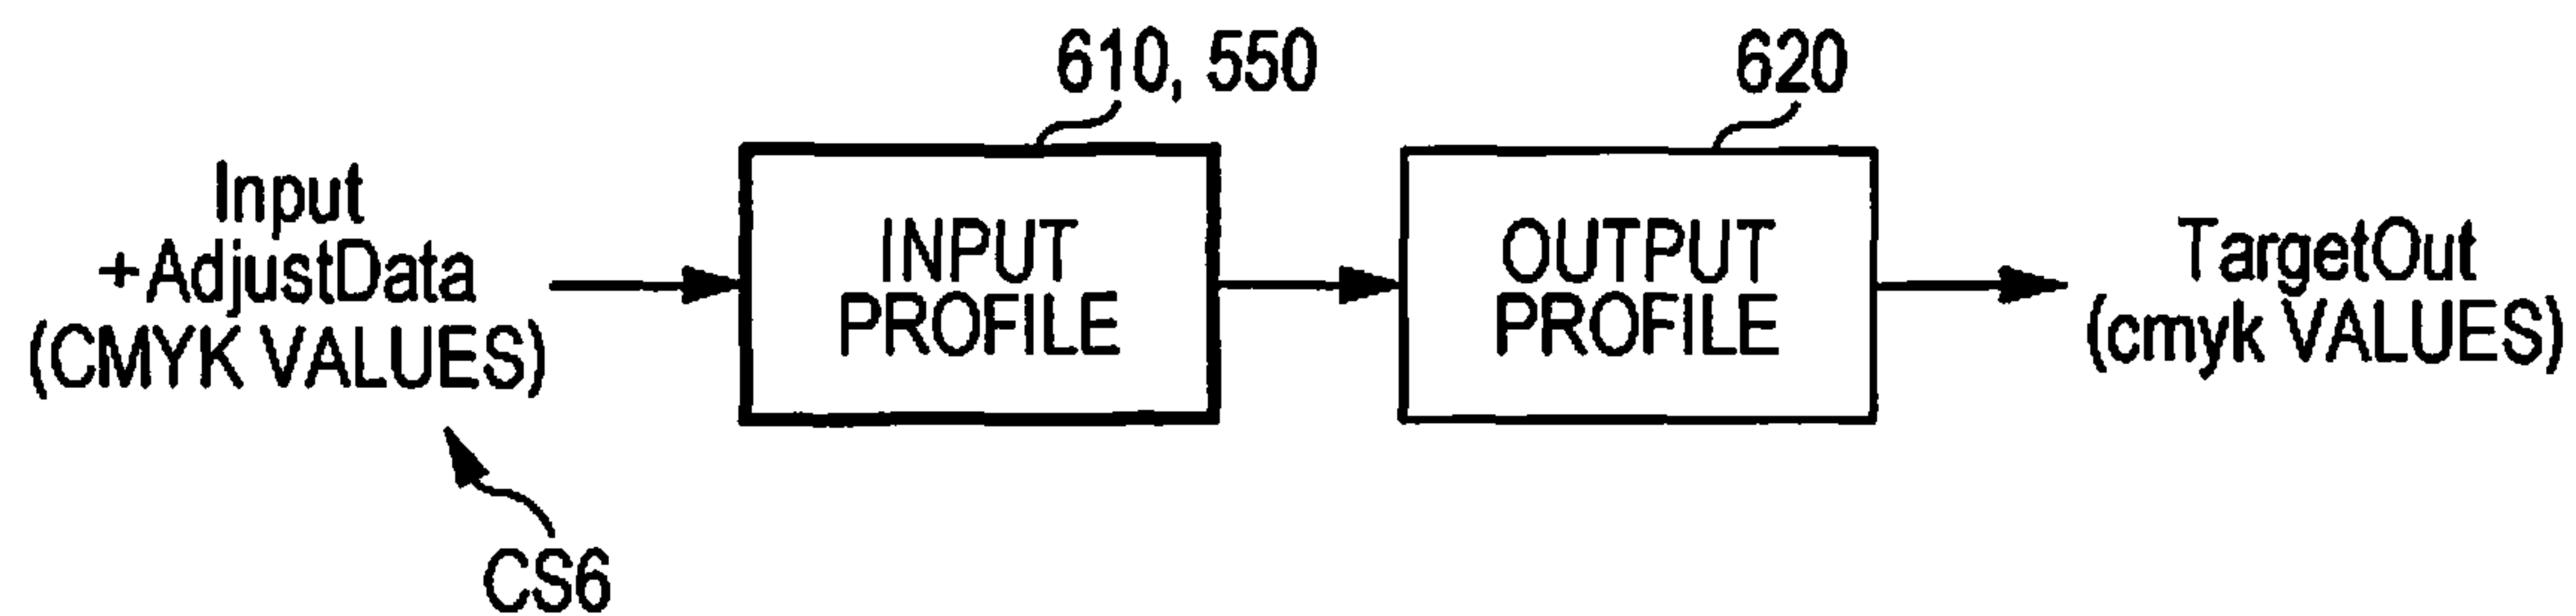 610, 550
620
Input
+AdjustData
(CMYK VALUES)
INPUT
PROFILE
OUTPUT
PROFILE
TargetOut
(cmyk VALUES)
CS6